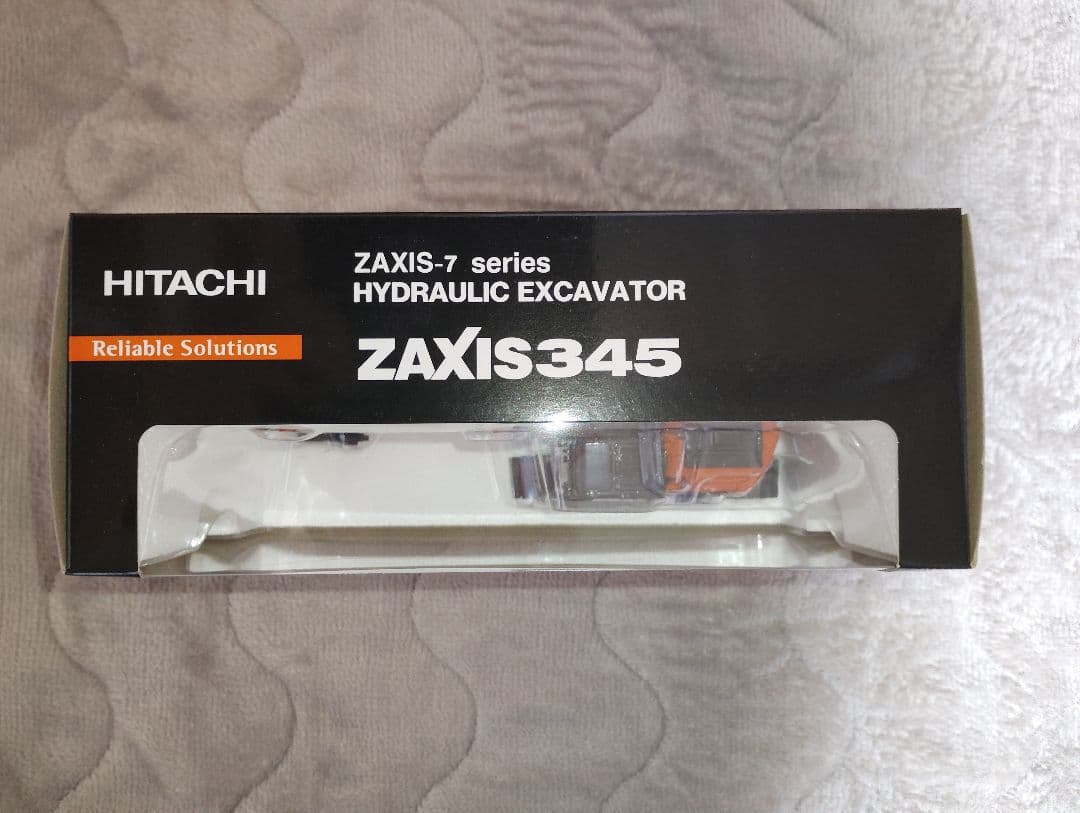 HITACHI
Reliable Solutions
ZAXIS-7 series
HYDRAULIC EXCAVATOR
ZAXIS345